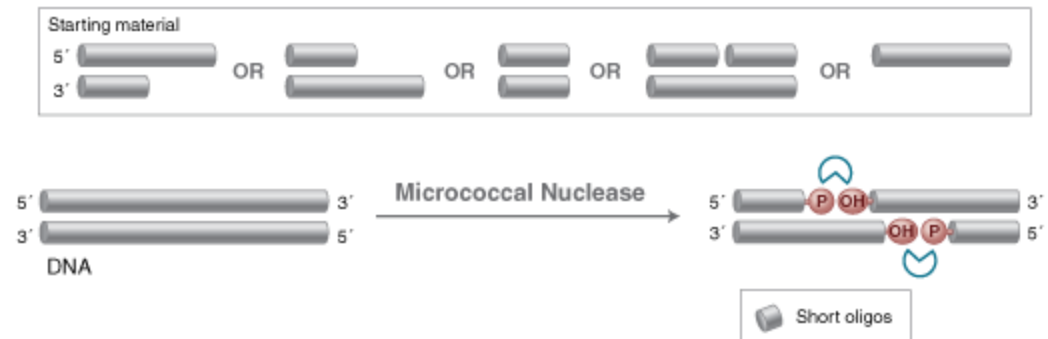 Starting material
5´ OR OR OR OR
3´
5´ 3´ Micrococcal Nuclease 5´ P OH 3´
3´ 5´ 3´ OH P 5´
DNA
Short oligos